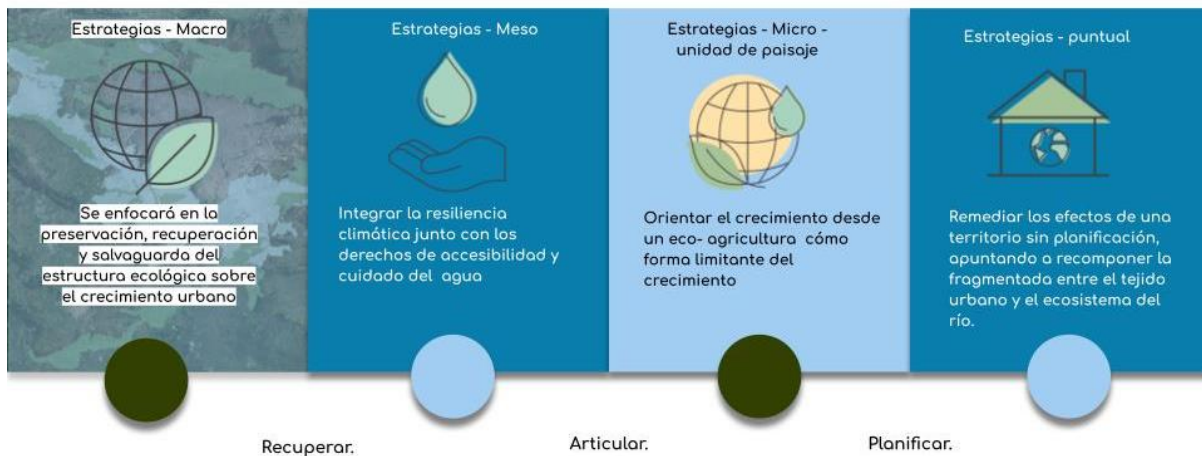 Estrategias - Macro
Se enfocará en la
preservación, recuperación
y salvaguarda del
estructura ecológica sobre
el crecimiento urbano
Estrategias - Meso
Integrar la resiliencia
climática junto con los
derechos de accesibilidad y
cuidado del agua
Estrategias - Micro -
unidad de paisaje
Orientar el crecimiento desde
un eco- agricultura cómo
forma limitante del
crecimiento
Estrategias - puntual
Remediar los efectos de una
territorio sin planificación,
apuntando a recomponer la
fragmentada entre el tejido
urbano y el ecosistema del
río.
Recuperar.
Articular.
Planificar.